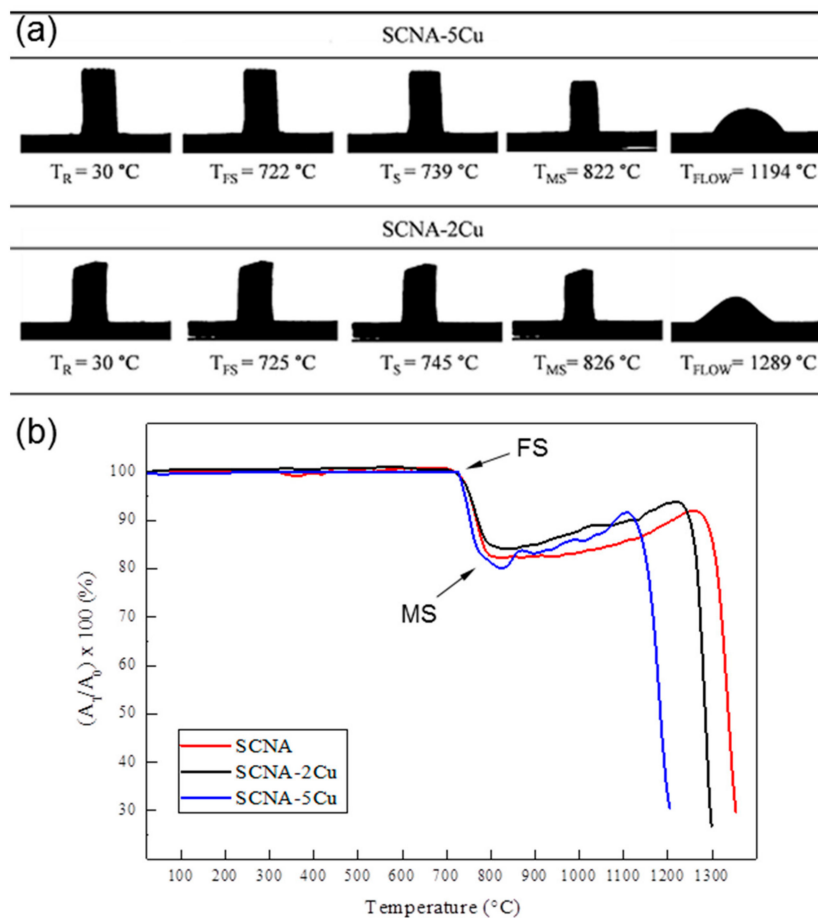 (a)
SCNA-5Cu
T_R = 30 °C T_FS = 722 °C T_S = 739 °C T_MS = 822 °C T_FLOW = 1194 °C
SCNA-2Cu
T_R = 30 °C T_FS = 725 °C T_S = 745 °C T_MS = 826 °C T_FLOW = 1289 °C
(b)
FS
MS
(A_T/A_0) x 100 (%)
100
90
80
70
60
50
40
30
SCNA
SCNA-2Cu
SCNA-5Cu
100 200 300 400 500 600 700 800 900 1000 1100 1200 1300
Temperature (°C)